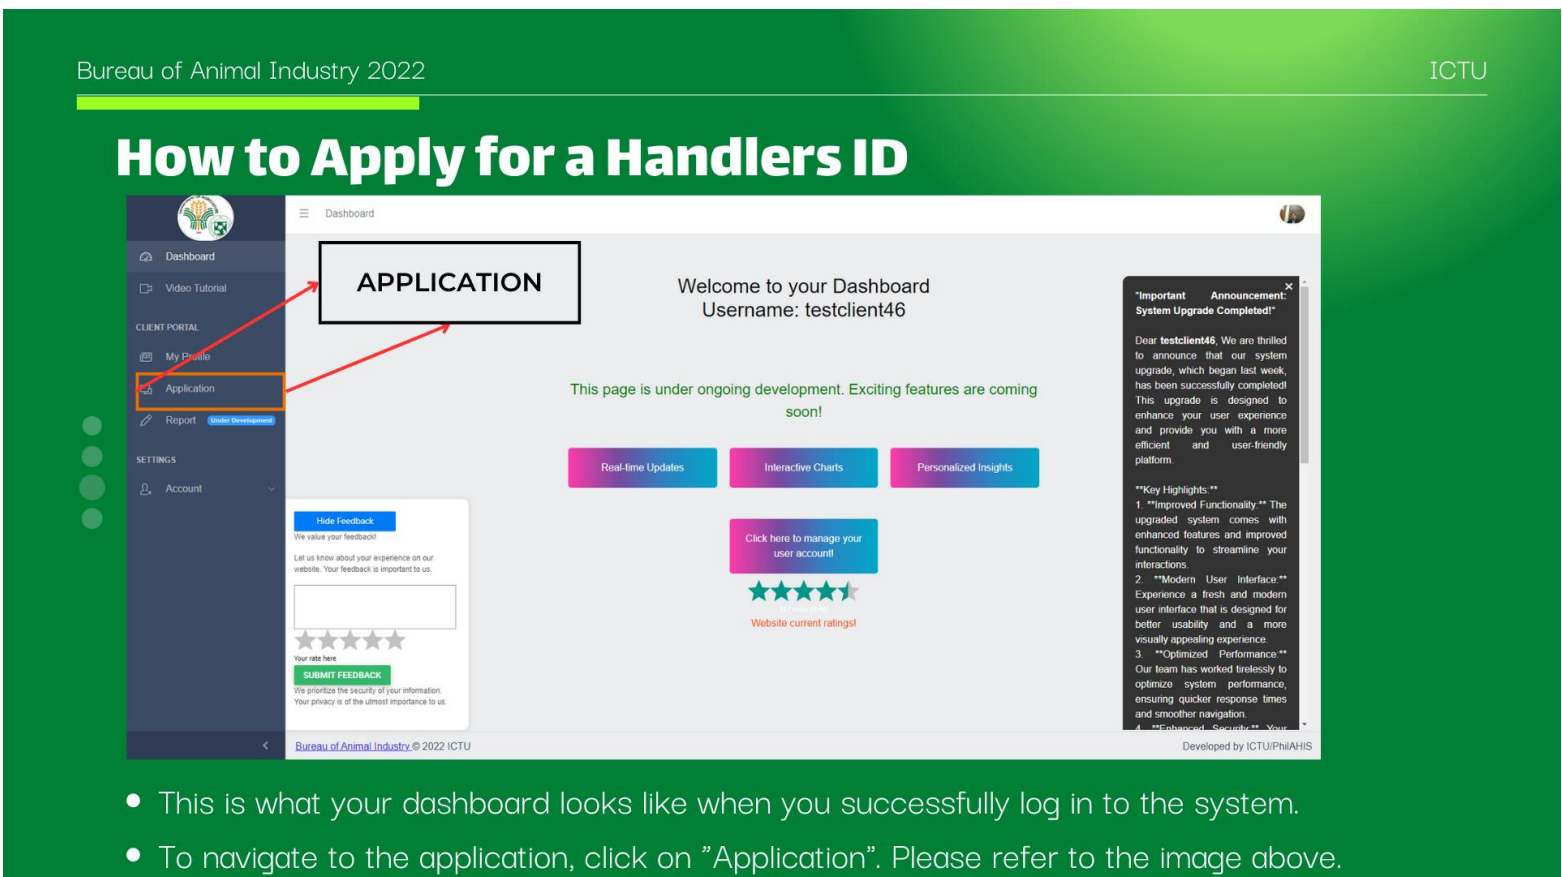 Bureau of Animal Industry 2022
ICTU
How to Apply for a Handlers ID
Dashboard
Dashboard
Video Tutorial
CLIENT PORTAL
My Profile
Application
Report Under Development
SETTINGS
Account
APPLICATION
Welcome to your Dashboard
Username: testclient46
This page is under ongoing development. Exciting features are coming
soon!
Real-time Updates
Interactive Charts
Personalized Insights
Click here to manage your
user account!
Website current ratings!
Hide Feedback
We value your feedback!
Let us know about your experience on our
website. Your feedback is important to us.
Your rate here
SUBMIT FEEDBACK
We prioritize the security of your information.
Your privacy is of the utmost importance to us.
×
"Important Announcement:
System Upgrade Completed!"
Dear testclient46, We are thrilled
to announce that our system
upgrade, which began last week,
has been successfully completed!
This upgrade is designed to
enhance your user experience
and provide you with a more
efficient and user-friendly
platform.
**Key Highlights:**
1. **Improved Functionality:** The
upgraded system comes with
enhanced features and improved
functionality to streamline your
interactions.
2. **Modern User Interface:**
Experience a fresh and modern
user interface that is designed for
better usability and a more
visually appealing experience.
3. **Optimized Performance:**
Our team has worked tirelessly to
optimize system performance,
ensuring quicker response times
and smoother navigation.
4. **Enhanced Security:** Your
Bureau of Animal Industry © 2022 ICTU
Developed by ICTU/PhilAHIS
• This is what your dashboard looks like when you successfully log in to the system.
• To navigate to the application, click on "Application". Please refer to the image above.